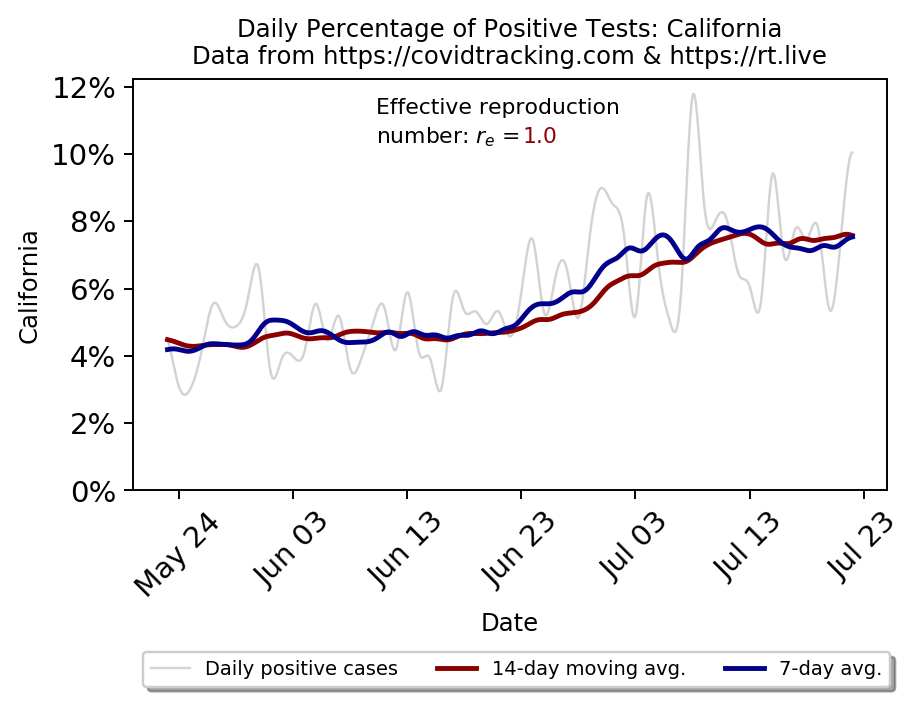 Daily Percentage of Positive Tests: California
Data from https://covidtracking.com & https://rt.live
Effective reproduction
number: rₑ =1.0
12%
10%
8%
6%
4%
2%
0%
California
May 24
Jun 03
Jun 13
Jun 23
Jul 03
Jul 13
Jul 23
Date
Daily positive cases
14-day moving avg.
7-day avg.